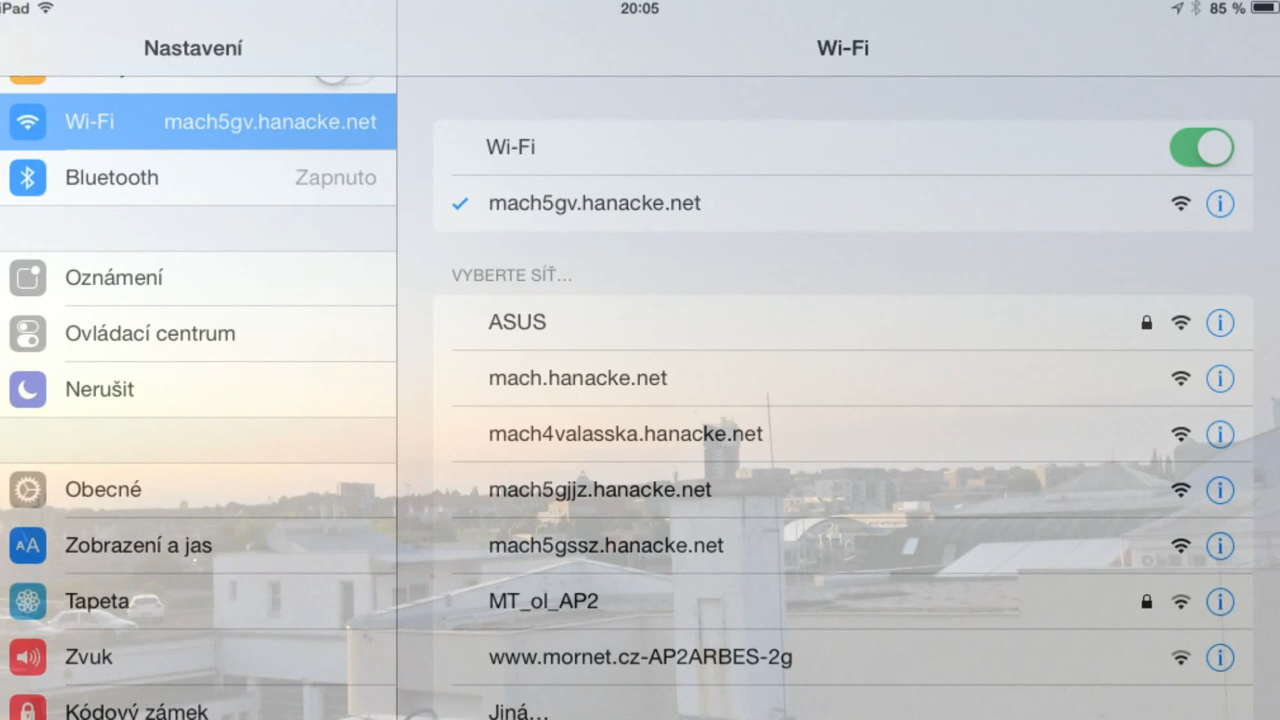 iPad
20:05
85 %
Nastavení
Wi-Fi
Wi-Fi mach5gv.hanacke.net
Bluetooth Zapnuto
Oznámení
Ovládací centrum
Nerušit
Obecné
AA Zobrazení a jas
Tapeta
Zvuk
Kódový zámek
Wi-Fi
mach5gv.hanacke.net
VYBERTE SÍŤ...
ASUS
mach.hanacke.net
mach4valasska.hanacke.net
mach5gjjz.hanacke.net
mach5gssz.hanacke.net
MT_ol_AP2
www.mornet.cz-AP2ARBES-2g
Jiná...